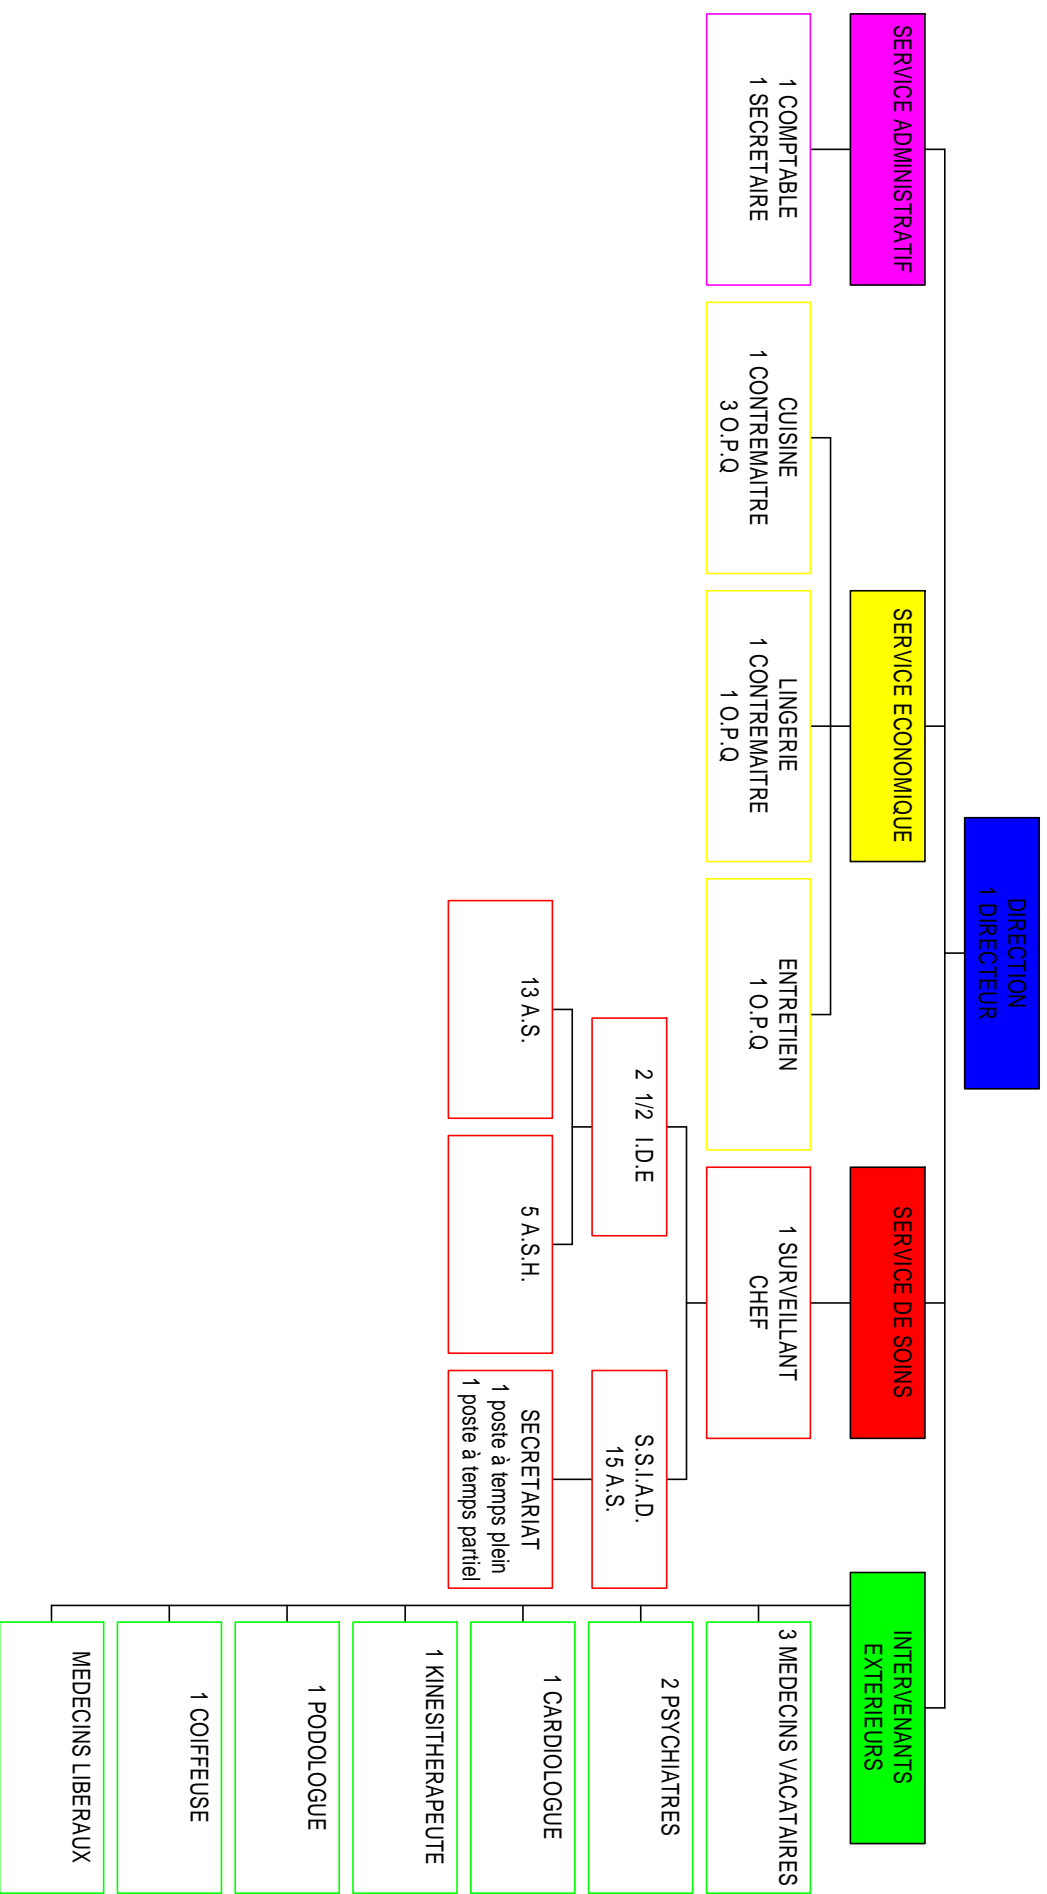 DIRECTION
1 DIRECTEUR
SERVICE ADMINISTRATIF
1 COMPTABLE
1 SECRETAIRE
SERVICE ECONOMIQUE
CUISINE
1 CONTREMAITRE
3 O.P.Q
LINGERIE
1 CONTREMAITRE
1 O.P.Q
ENTRETIEN
1 O.P.Q
SERVICE DE SOINS
1 SURVEILLANT
CHEF
2 1/2 I.D.E
13 A.S.
5 A.S.H.
S.S.I.A.D.
15 A.S.
SECRETARIAT
1 poste à temps plein
1 poste à temps partiel
INTERVENANTS
EXTERIEURS
3 MEDECINS VACATAIRES
2 PSYCHIATRES
1 CARDIOLOGUE
1 KINESITHERAPEUTE
1 PODOLOGUE
1 COIFFEUSE
MEDECINS LIBERAUX